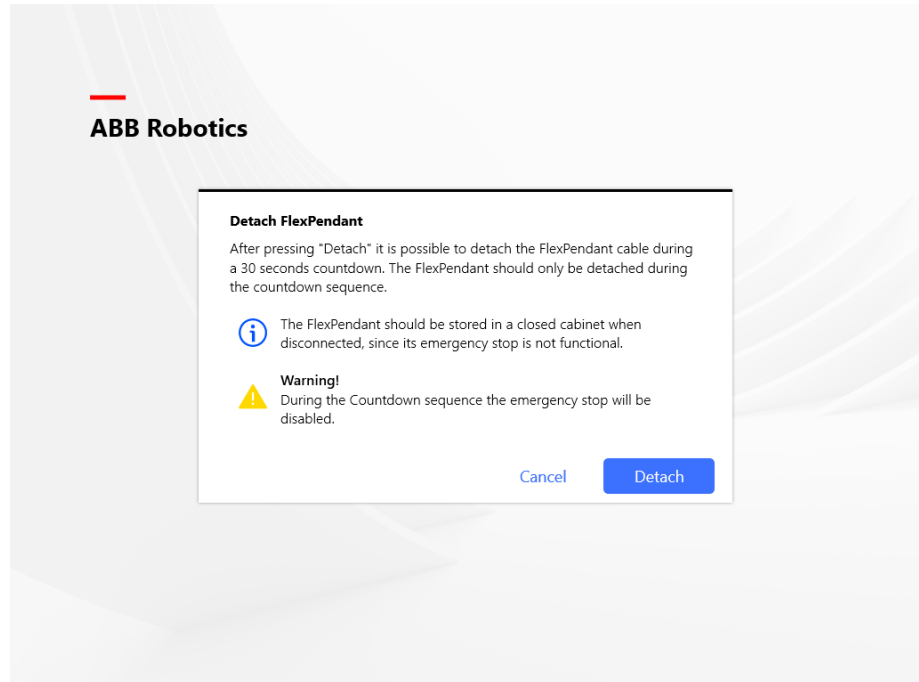 ABB Robotics
Detach FlexPendant
After pressing "Detach" it is possible to detach the FlexPendant cable during
a 30 seconds countdown. The FlexPendant should only be detached during
the countdown sequence.
The FlexPendant should be stored in a closed cabinet when
disconnected, since its emergency stop is not functional.
Warning!
During the Countdown sequence the emergency stop will be
disabled.
Cancel
Detach